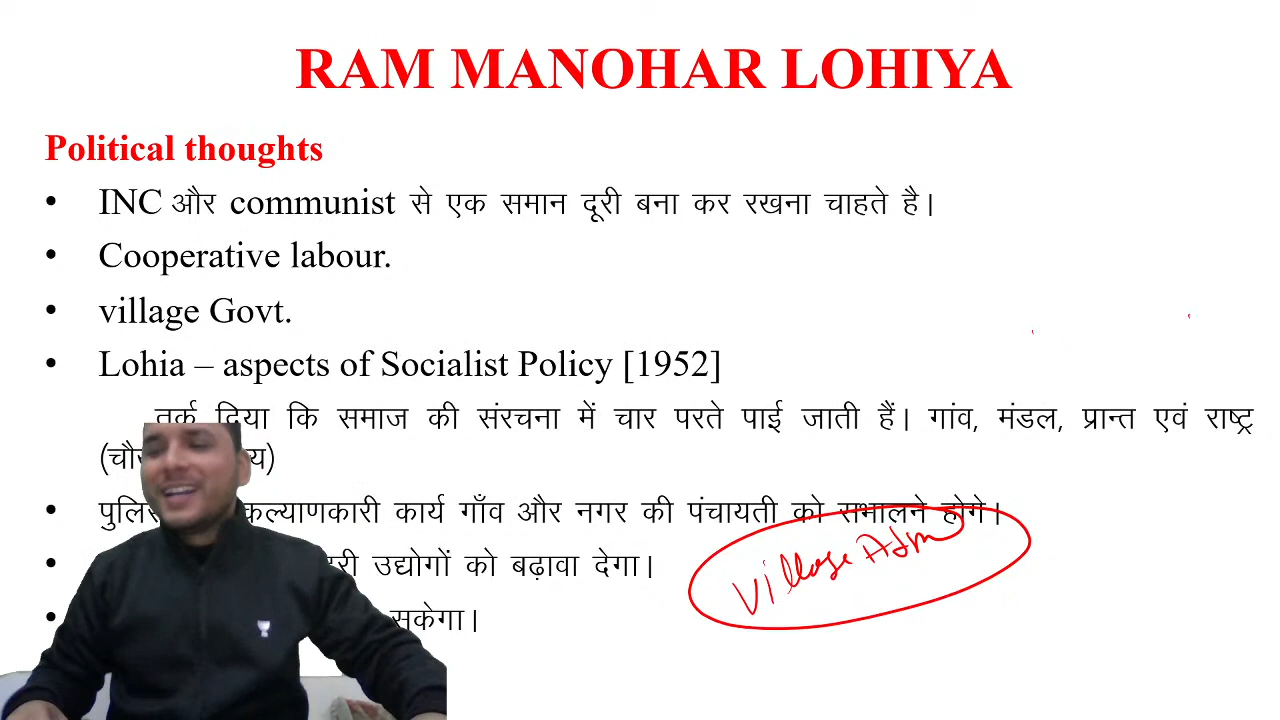 RAM MANOHAR LOHIYA
Political thoughts
• INC और communist से एक समान दूरी बना कर रखना चाहते है।
• Cooperative labour.
• village Govt.
• Lohia – aspects of Socialist Policy [1952]
तर्क दिया कि समाज की संरचना में चार परते पाई जाती हैं। गांव, मंडल, प्रान्त एवं राष्ट्र
• कल्याणकारी कार्य गाँव और नगर की पंचायती को सभालने होगे।
• उद्योगों को बढ़ावा देगा।
Village Adm
• सकेगा।